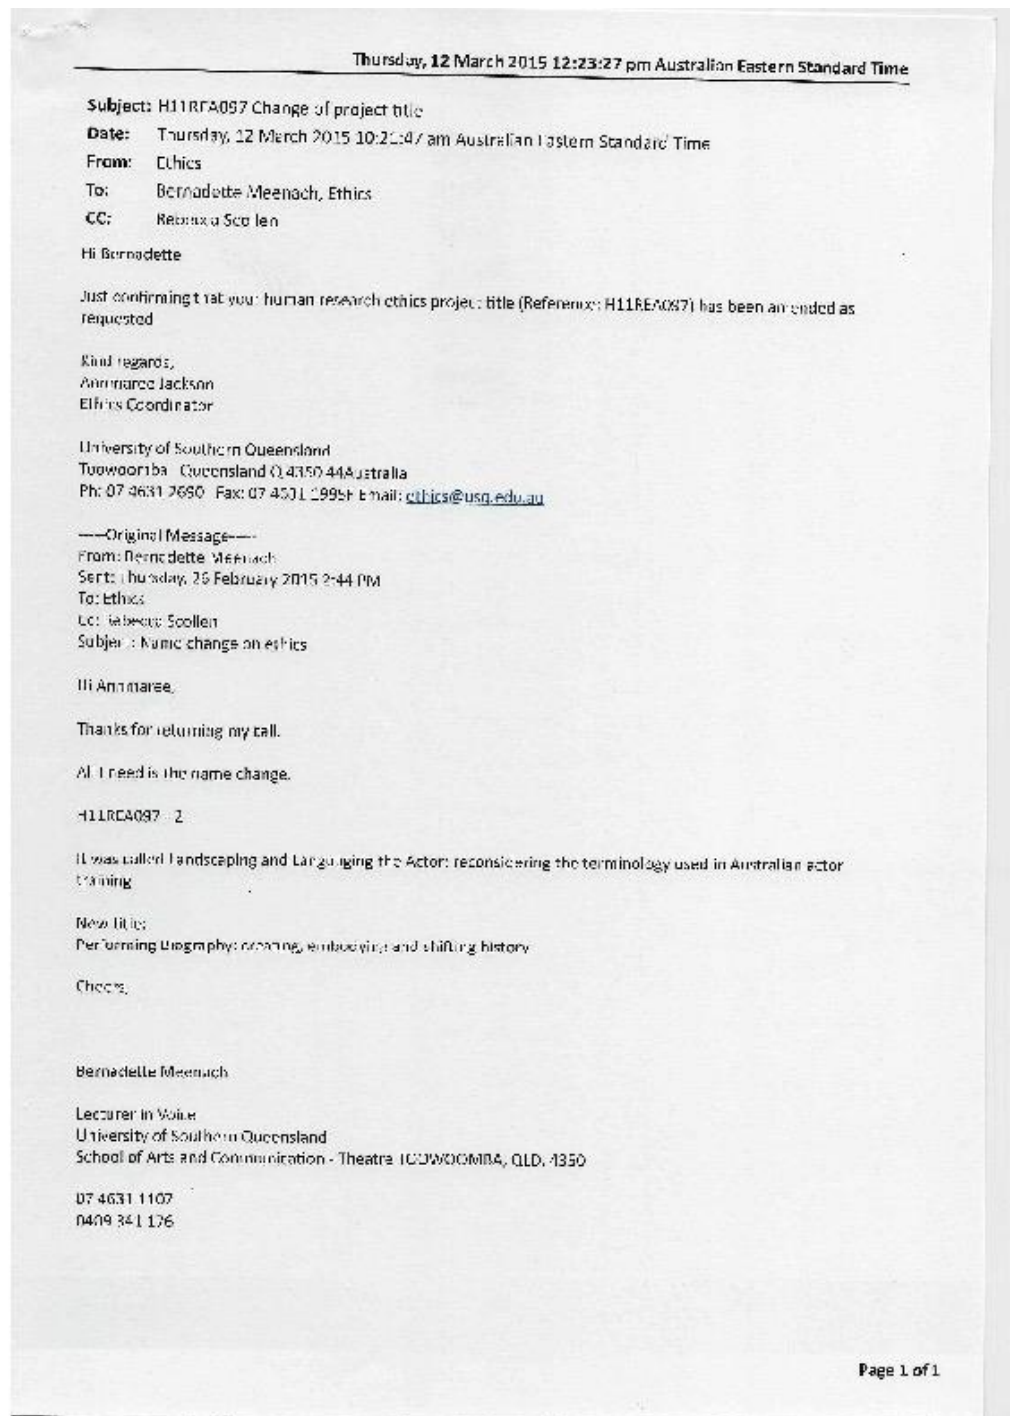 Thursday, 12 March 2015 12:23:27 pm Australian Eastern Standard Time
Subject: H11REA097 Change of project title
Date: Thursday, 12 March 2015 10:21:47 am Australian Eastern Standard Time
From: Ethics
To: Bernadette Meenach, Ethics
CC: Rebecca Scollen
Hi Bernadette
Just confirming that your human research ethics project title (Reference: H11REA097) has been amended as
requested
Kind regards,
Annmaree Jackson
Ethics Coordinator
University of Southern Queensland
Toowoomba Queensland Q 4350 Australia
Ph: 07 4631 2690 Fax: 07 4631 Email: ethics@usq.edu.au
-----Original Message-----
From: Bernadette Meenach
Sent: Thursday, 26 February 2015 2:44 PM
To: Ethics
Cc: Rebecca Scollen
Subject: Name change on ethics
Hi Annmaree,
Thanks for returning my call.
All I need is the name change.
H11REA097 - 2
It was called Landscaping and Languaging the Actor: reconsidering the terminology used in Australian actor
training
New title:
Performing Biography: creating, embodying and shifting history
Cheers,
Bernadette Meenach
Lecturer in Voice
University of Southern Queensland
School of Arts and Communication - Theatre TOOWOOMBA, QLD, 4350
07 4631 1107
0409 341 176
Page 1 of 1